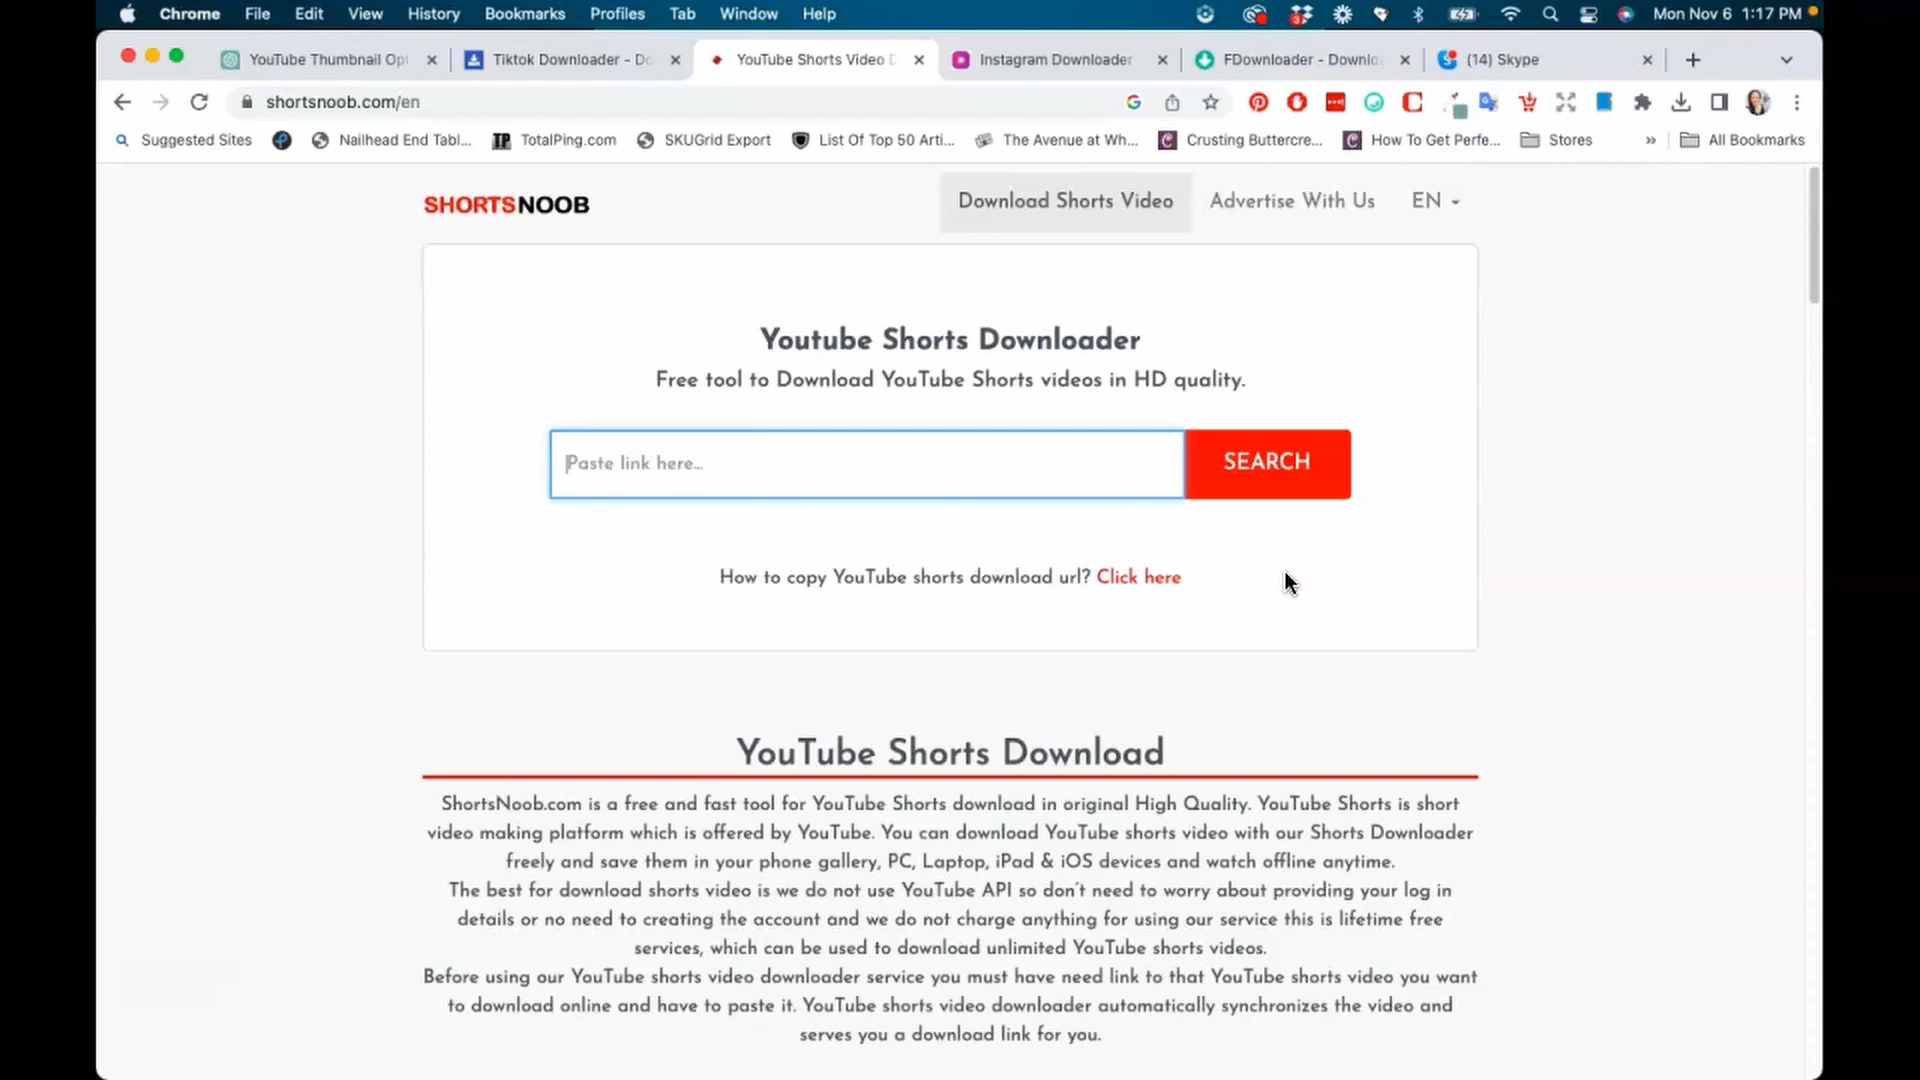 Chrome File Edit View History Bookmarks Profiles Tab Window Help Mon Nov 6 1:17 PM
YouTube Thumbnail Opt Tiktok Downloader - Do YouTube Shorts Video D Instagram Downloader FDownloader - Downlo (14) Skype
shortsnoob.com/en
Suggested Sites Nailhead End Tabl... TotalPing.com SKUGrid Export List Of Top 50 Arti... The Avenue at Wh... Crusting Buttercre... How To Get Perfe... Stores » All Bookmarks
SHORTSNOOB Download Shorts Video Advertise With Us EN
Youtube Shorts Downloader
Free tool to Download YouTube Shorts videos in HD quality.
Paste link here... SEARCH
How to copy YouTube shorts download url? Click here
YouTube Shorts Download
ShortsNoob.com is a free and fast tool for YouTube Shorts download in original High Quality. YouTube Shorts is short
video making platform which is offered by YouTube. You can download YouTube shorts video with our Shorts Downloader
freely and save them in your phone gallery, PC, Laptop, iPad & iOS devices and watch offline anytime.
The best for download shorts video is we do not use YouTube API so don't need to worry about providing your log in
details or no need to creating the account and we do not charge anything for using our service this is lifetime free
services, which can be used to download unlimited YouTube shorts videos.
Before using our YouTube shorts video downloader service you must have need link to that YouTube shorts video you want
to download online and have to paste it. YouTube shorts video downloader automatically synchronizes the video and
serves you a download link for you.